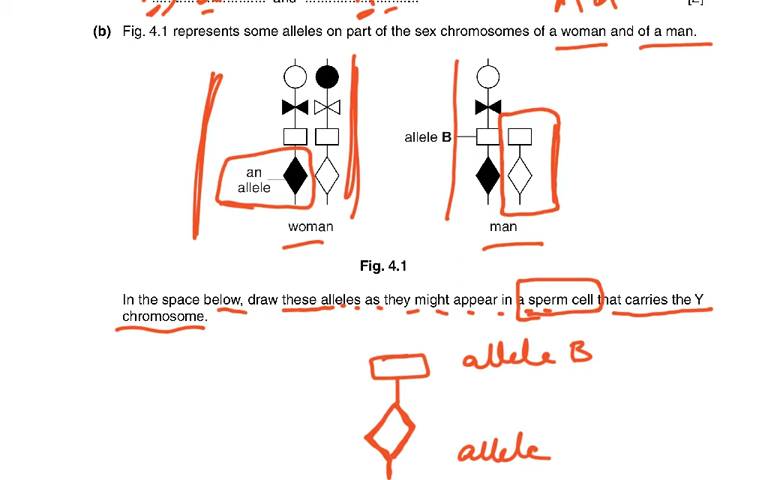 and
[2]
(b) Fig. 4.1 represents some alleles on part of the sex chromosomes of a woman and of a man.
allele B
an
allele
woman
man
Fig. 4.1
In the space below, draw these alleles as they might appear in a sperm cell that carries the Y
chromosome.
allele B
allele